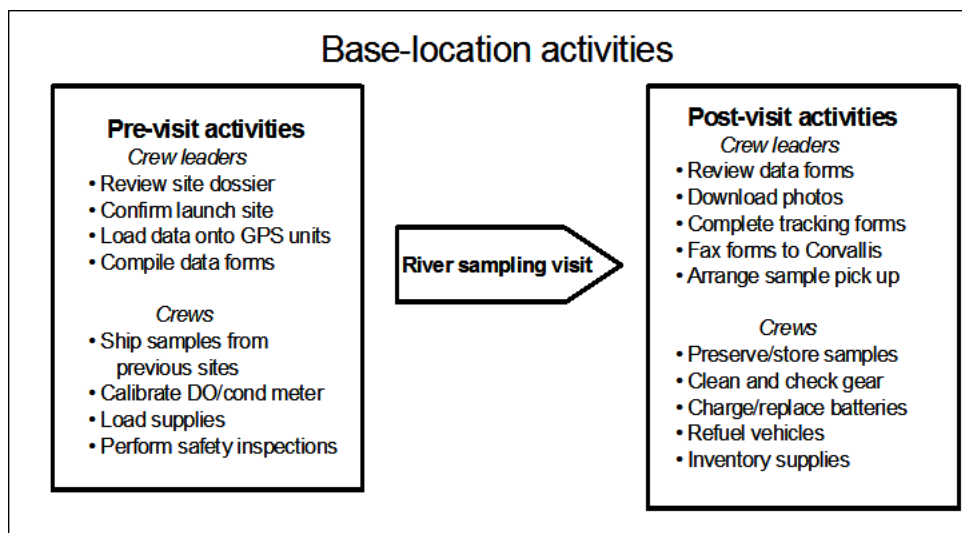 Base-location activities
Pre-visit activities
Crew leaders
• Review site dossier
• Confirm launch site
• Load data onto GPS units
• Compile data forms
Crews
• Ship samples from
previous sites
• Calibrate DO/cond meter
• Load supplies
• Perform safety inspections
River sampling visit
Post-visit activities
Crew leaders
• Review data forms
• Download photos
• Complete tracking forms
• Fax forms to Corvallis
• Arrange sample pick up
Crews
• Preserve/store samples
• Clean and check gear
• Charge/replace batteries
• Refuel vehicles
• Inventory supplies